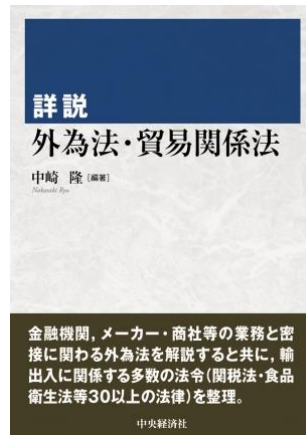 詳説
外為法・貿易関係法
中崎 隆[編著]
Nakazaki Ryu
金融機関，メーカー・商社等の業務と密
接に関わる外為法を解説すると共に，輸
出入に関係する多数の法令（関税法・食品
衛生法等30以上の法律）を整理。
中央経済社